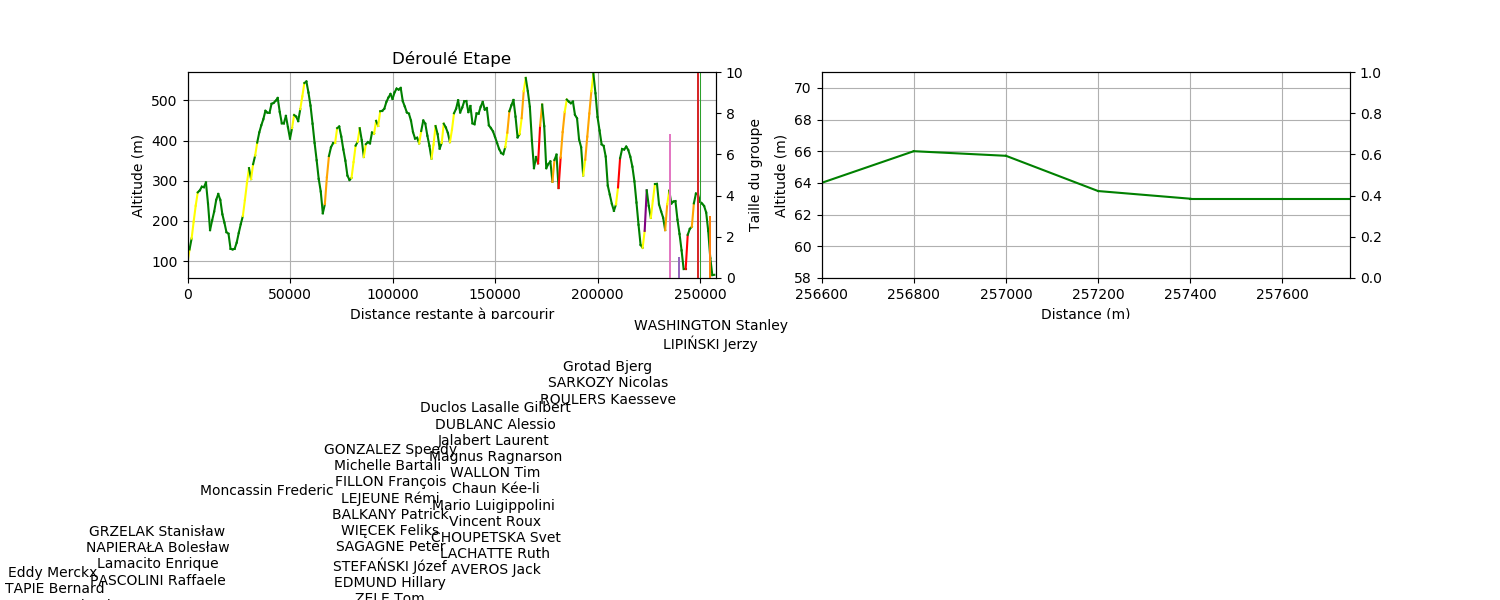 Déroulé Etape
500
400
300
200
100
Altitude (m)
10
8
6
4
2
0
Taille du groupe
0
50000
100000
150000
200000
250000
Distance restante à parcourir
70
68
66
64
62
60
58
Altitude (m)
1.0
0.8
0.6
0.4
0.2
0.0
256600
256800
257000
257200
257400
257600
Distance (m)
WASHINGTON Stanley
LIPIŃSKI Jerzy
Grotad Bjerg
SARKOZY Nicolas
ROULERS Kaesseve
Duclos Lasalle Gilbert
DUBLANC Alessio
Jalabert Laurent
Magnus Ragnarson
WALLON Tim
Chaun Kée-li
Mario Luigippolini
Vincent Roux
CHOUPETSKA Svet
LACHATTE Ruth
AVEROS Jack
GONZALEZ Speedy
Michelle Bartali
FILLON François
LEJEUNE Rémi
BALKANY Patrick
WIĘCEK Feliks
SAGAGNE Peter
STEFAŃSKI Józef
EDMUND Hillary
ZELE Tom
Moncassin Frederic
GRZELAK Stanisław
NAPIERAŁA Bolesław
Lamacito Enrique
PASCOLINI Raffaele
Eddy Merckx
TAPIE Bernard